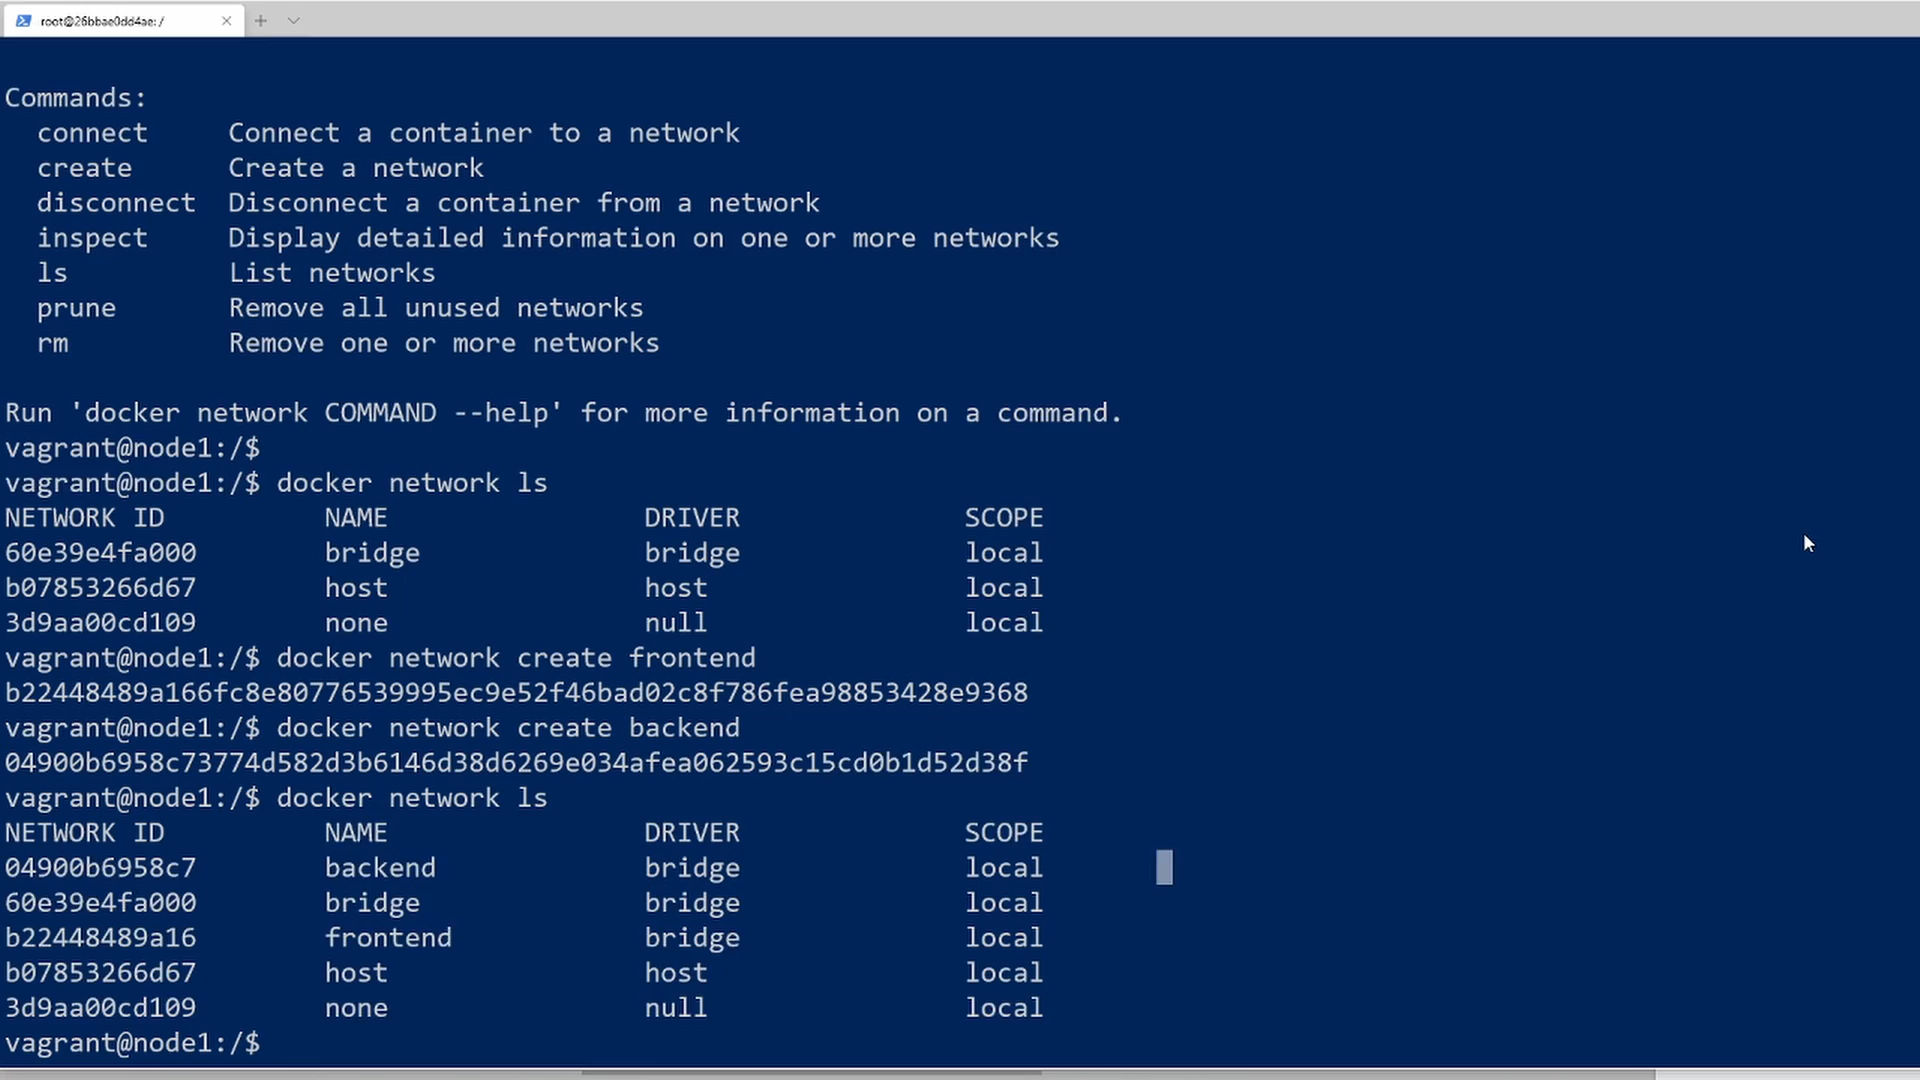 root@26bbae0dd4ae: /
Commands:
  connect     Connect a container to a network
  create      Create a network
  disconnect  Disconnect a container from a network
  inspect     Display detailed information on one or more networks
  ls          List networks
  prune       Remove all unused networks
  rm          Remove one or more networks
Run 'docker network COMMAND --help' for more information on a command.
vagrant@node1:/$
vagrant@node1:/$ docker network ls
NETWORK ID          NAME                DRIVER              SCOPE
60e39e4fa000        bridge              bridge              local
b07853266d67        host                host                local
3d9aa00cd109        none                null                local
vagrant@node1:/$ docker network create frontend
b22448489a166fc8e80776539995ec9e52f46bad02c8f786fea98853428e9368
vagrant@node1:/$ docker network create backend
04900b6958c73774d582d3b6146d38d6269e034afea062593c15cd0b1d52d38f
vagrant@node1:/$ docker network ls
NETWORK ID          NAME                DRIVER              SCOPE
04900b6958c7        backend             bridge              local
60e39e4fa000        bridge              bridge              local
b22448489a16        frontend            bridge              local
b07853266d67        host                host                local
3d9aa00cd109        none                null                local
vagrant@node1:/$